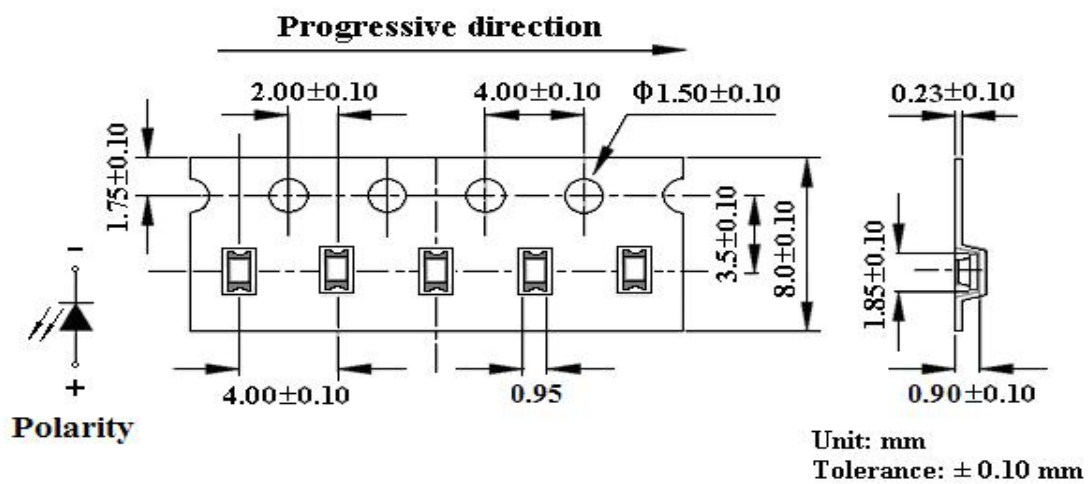 Progressive direction
2.00±0.10
4.00±0.10
ф1.50±0.10
0.23±0.10
1.75±0.10
3.5±0.10
8.0±0.10
1.85±0.10
-
+
Polarity
4.00±0.10
0.95
0.90±0.10
Unit: mm
Tolerance: ± 0.10 mm